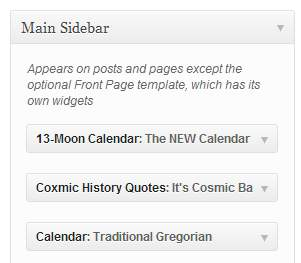 Main Sidebar
Appears on posts and pages except the
optional Front Page template, which has its
own widgets
13-Moon Calendar: The NEW Calendar
Coxmic History Quotes: It's Cosmic Ba
Calendar: Traditional Gregorian